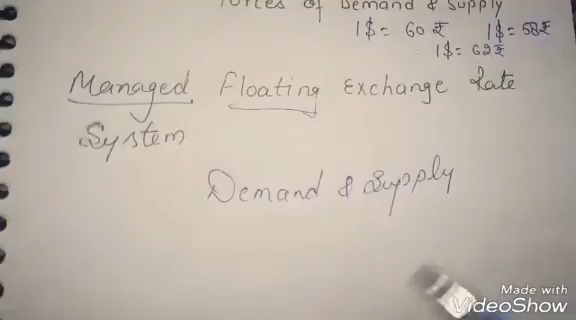 Forces of Demand & Supply
1$ = 60 ₹ 1$ = 58₹
1$ = 62₹
Managed Floating Exchange Rate
System
Demand & Supply
Made with
VideoShow